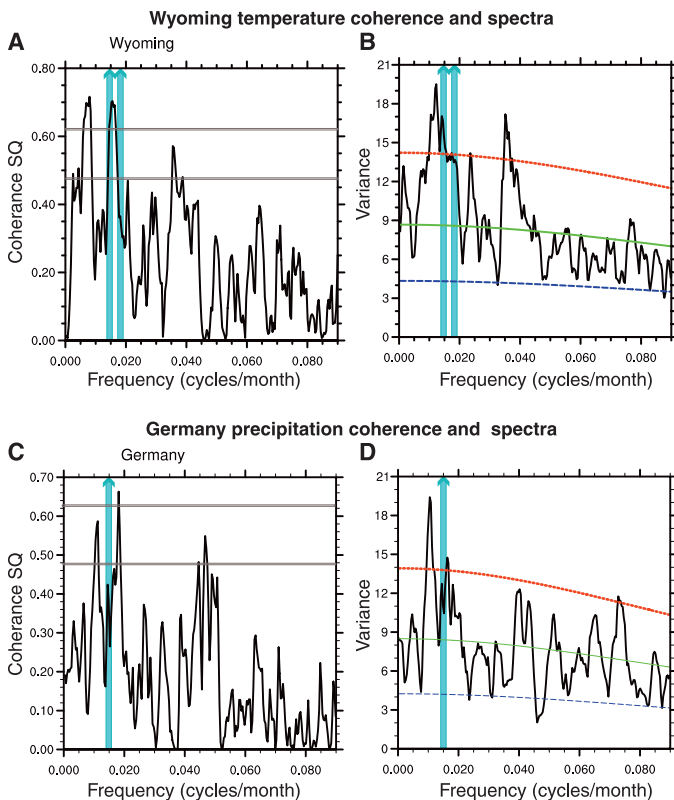 Wyoming temperature coherence and spectra
A
Wyoming
B
0.80
0.60
0.40
0.20
0.00
Coherance SQ
0.000 0.020 0.040 0.060 0.080
Frequency (cycles/month)
21
18
15
12
9
6
3
0
Variance
0.000 0.020 0.040 0.060 0.080
Frequency (cycles/month)
Germany precipitation coherence and spectra
C
Germany
D
0.70
0.60
0.50
0.40
0.30
0.20
0.10
0.00
Coherance SQ
0.000 0.020 0.040 0.060 0.080
Frequency (cycles/month)
21
18
15
12
9
6
3
0
Variance
0.000 0.020 0.040 0.060 0.080
Frequency (cycles/month)